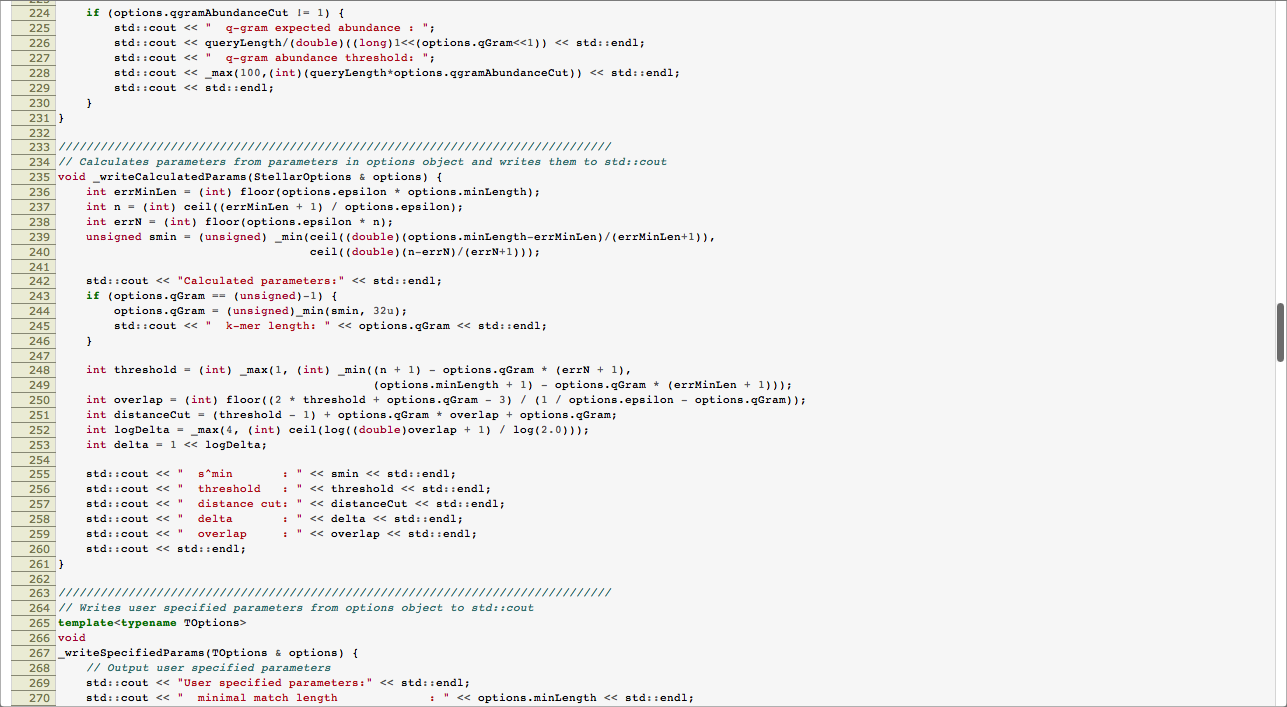 224     if (options.qgramAbundanceCut != 1) {
225         std::cout << "  q-gram expected abundance : ";
226         std::cout << queryLength/(double)((long)1<<(options.qGram<<1)) << std::endl;
227         std::cout << "  q-gram abundance threshold: ";
228         std::cout << _max(100,(int)(queryLength*options.qgramAbundanceCut)) << std::endl;
229         std::cout << std::endl;
230     }
231 }
232
233 ///////////////////////////////////////////////////////////////////////////////
234 // Calculates parameters from parameters in options object and writes them to std::cout
235 void _writeCalculatedParams(StellarOptions & options) {
236     int errMinLen = (int) floor(options.epsilon * options.minLength);
237     int n = (int) ceil((errMinLen + 1) / options.epsilon);
238     int errN = (int) floor(options.epsilon * n);
239     unsigned smin = (unsigned) _min(ceil((double)(options.minLength-errMinLen)/(errMinLen+1)),
240                                     ceil((double)(n-errN)/(errN+1)));
241
242     std::cout << "Calculated parameters:" << std::endl;
243     if (options.qGram == (unsigned)-1) {
244         options.qGram = (unsigned)_min(smin, 32u);
245         std::cout << "  k-mer length: " << options.qGram << std::endl;
246     }
247
248     int threshold = (int) _max(1, (int) _min((n + 1) - options.qGram * (errN + 1),
249                                              (options.minLength + 1) - options.qGram * (errMinLen + 1)));
250     int overlap = (int) floor((2 * threshold + options.qGram - 3) / (1 / options.epsilon - options.qGram));
251     int distanceCut = (threshold - 1) + options.qGram * overlap + options.qGram;
252     int logDelta = _max(4, (int) ceil(log((double)overlap + 1) / log(2.0)));
253     int delta = 1 << logDelta;
254
255     std::cout << "  s^min       : " << smin << std::endl;
256     std::cout << "  threshold   : " << threshold << std::endl;
257     std::cout << "  distance cut: " << distanceCut << std::endl;
258     std::cout << "  delta       : " << delta << std::endl;
259     std::cout << "  overlap     : " << overlap << std::endl;
260     std::cout << std::endl;
261 }
262
263 ///////////////////////////////////////////////////////////////////////////////
264 // Writes user specified parameters from options object to std::cout
265 template<typename TOptions>
266 void
267 _writeSpecifiedParams(TOptions & options) {
268     // Output user specified parameters
269     std::cout << "User specified parameters:" << std::endl;
270     std::cout << "  minimal match length             : " << options.minLength << std::endl;